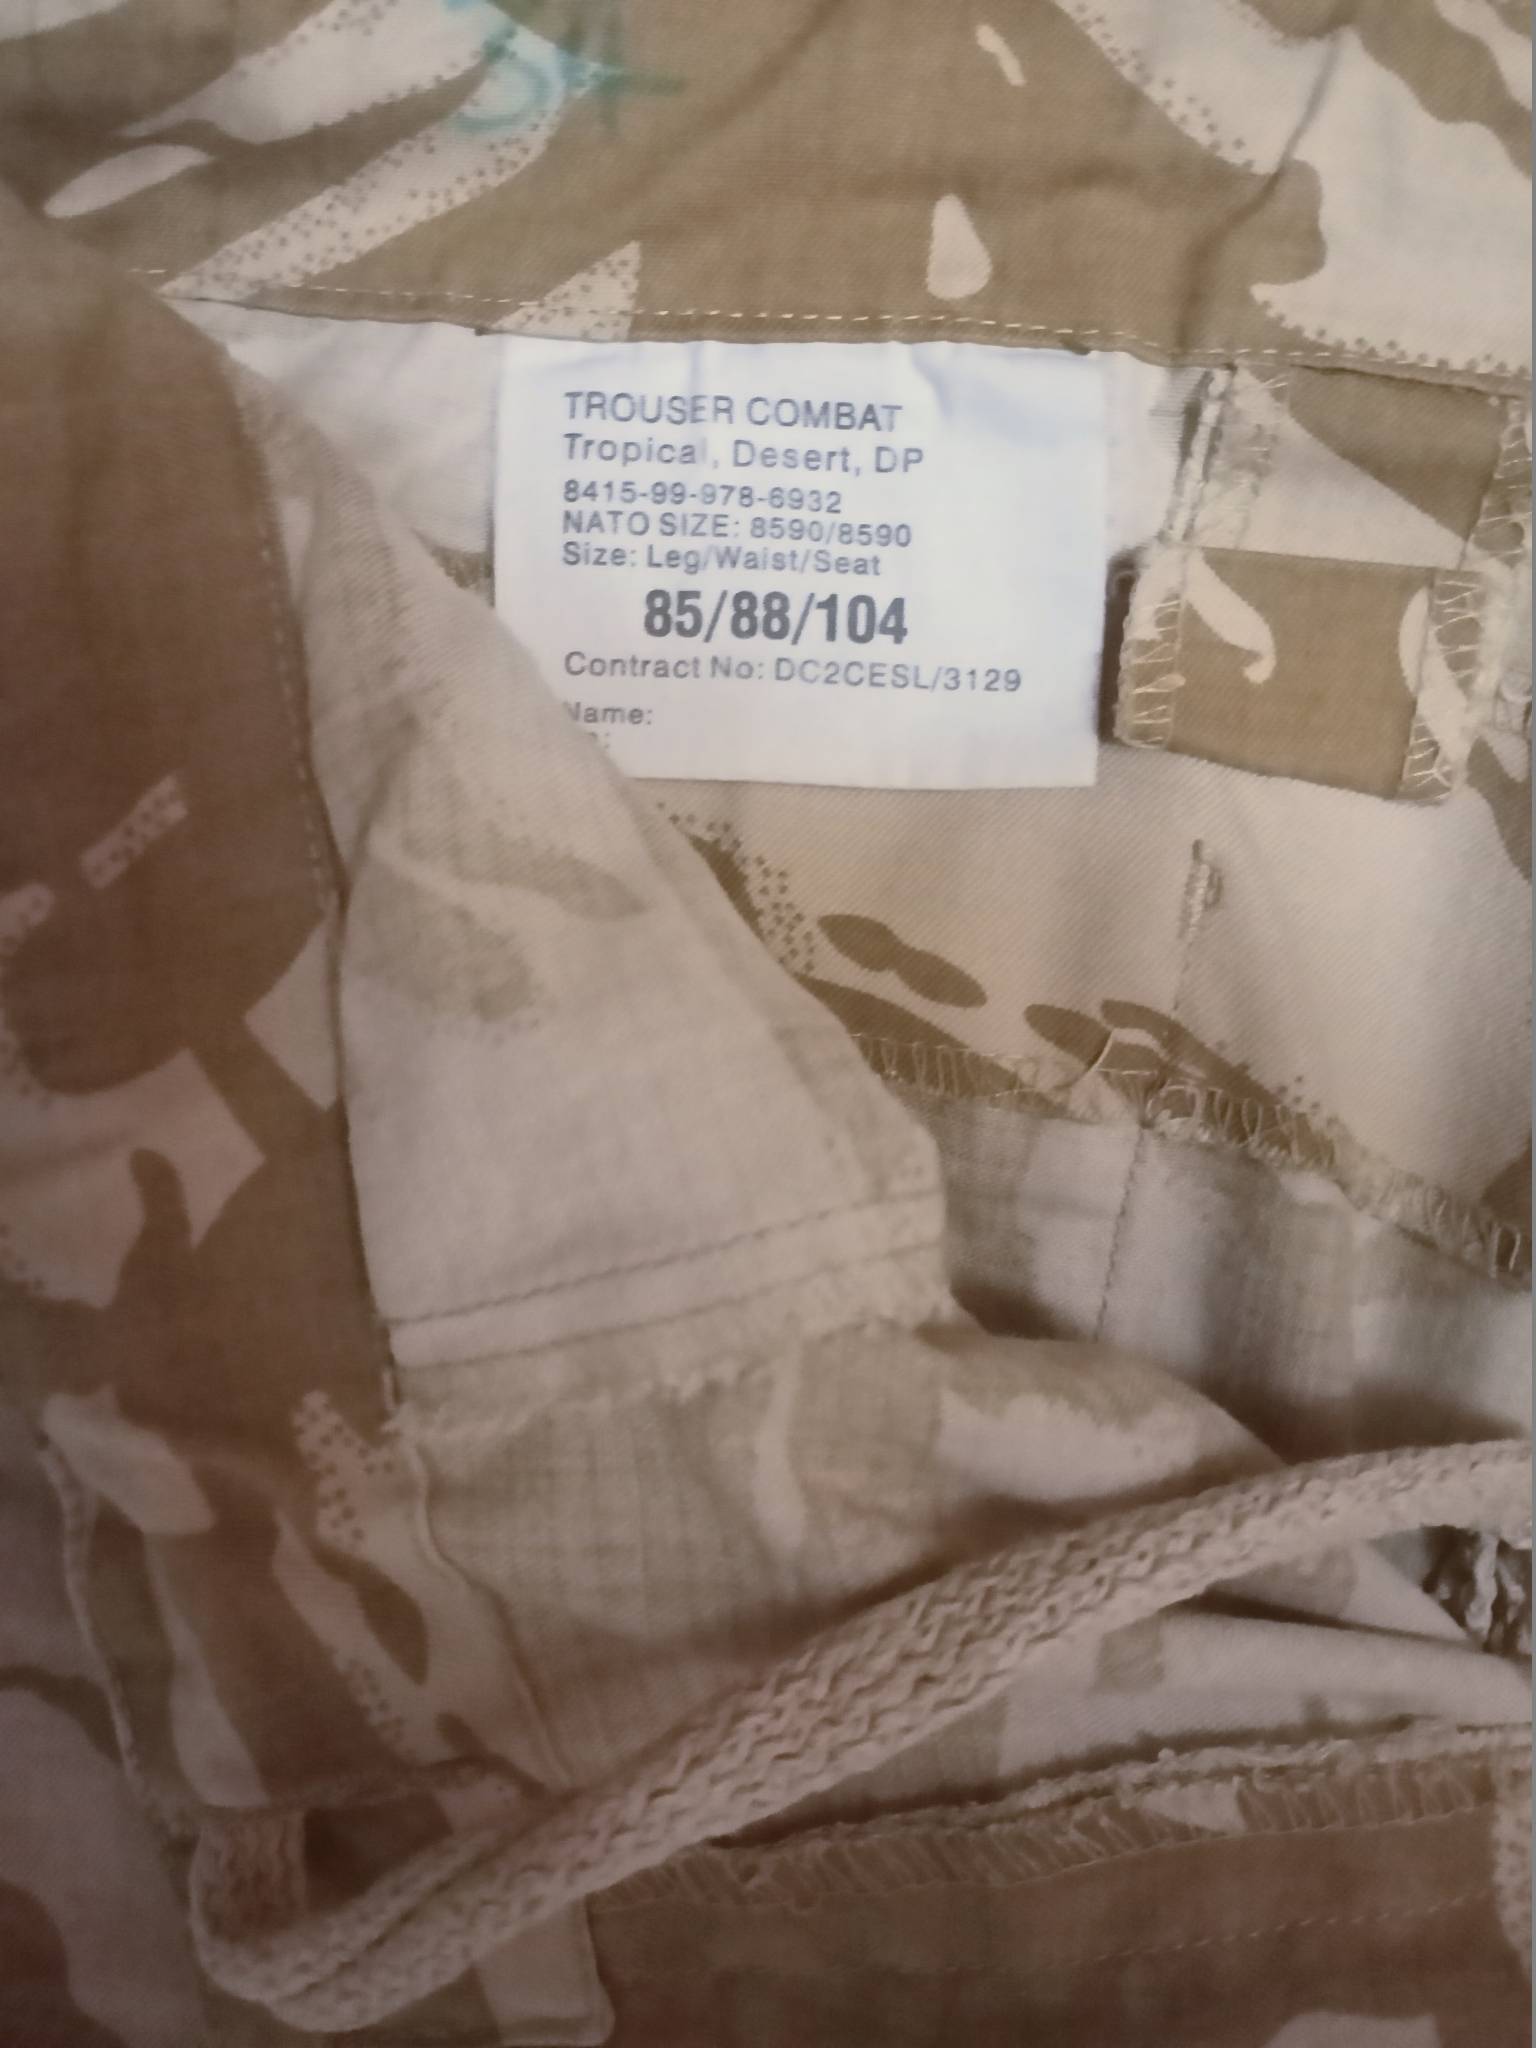 34
TROUSER COMBAT
Tropical, Desert, DP
8415-99-978-6932
NATO SIZE: 8590/8590
Size: Leg/Waist/Seat
85/88/104
Contract No: DC2CESL/3129
Name: